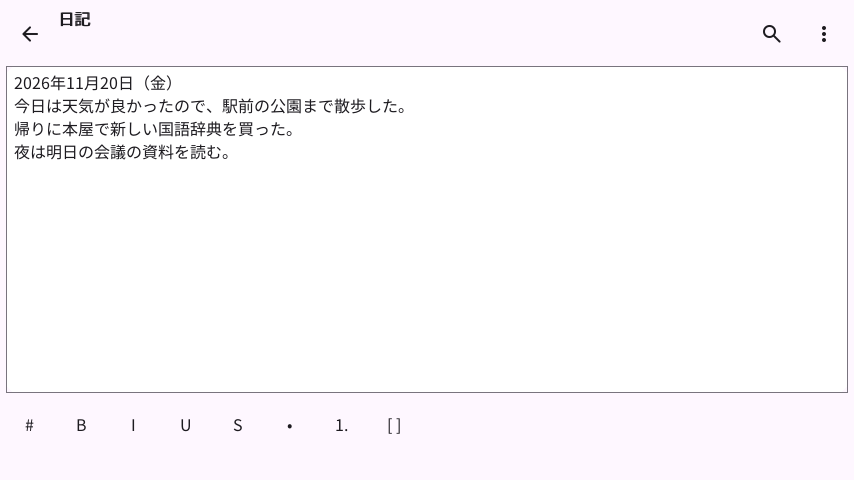 日記
2026年11月20日（金）
今日は天気が良かったので、駅前の公園まで散歩した。
帰りに本屋で新しい国語辞典を買った。
夜は明日の会議の資料を読む。
# B I U S • 1. [ ]